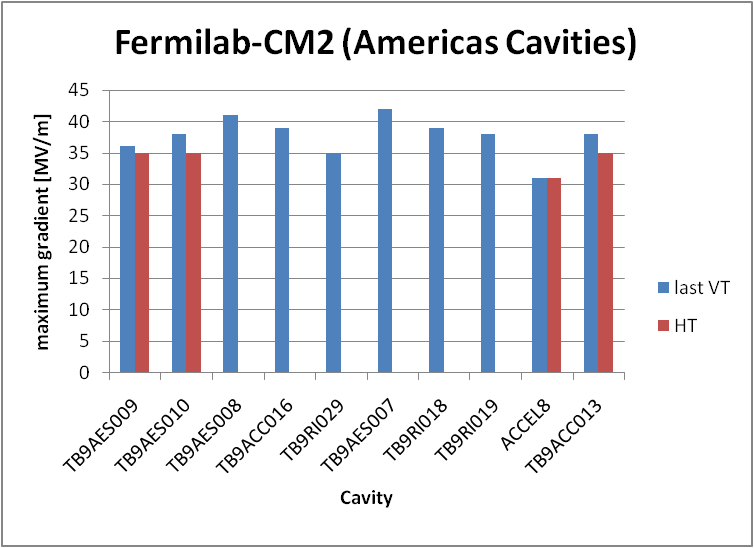 Fermilab-CM2 (Americas Cavities)
maximum gradient [MV/m]
45
40
35
30
25
20
15
10
5
0
TB9AES009
TB9AES010
TB9AES008
TB9ACC016
TB9RI029
TB9AES007
TB9RI018
TB9RI019
ACCEL8
TB9ACC013
Cavity
last VT
HT